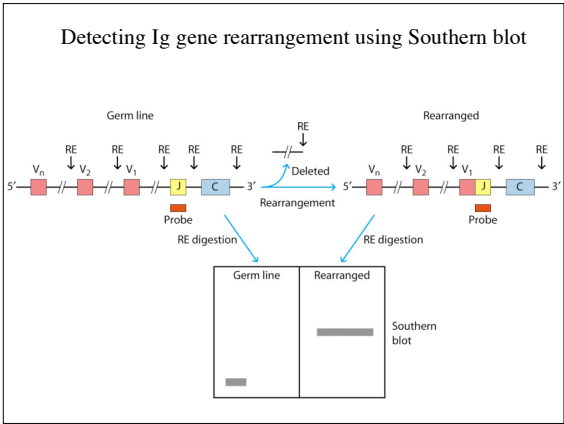 Detecting Ig gene rearrangement using Southern blot
Germ line
Rearranged
RE
RE RE RE RE RE
Vn V2 V1
Deleted
RE RE RE RE
Vn V2 V1
5′ J C 3′
Rearrangement
5′ J C 3′
Probe
Probe
RE digestion
RE digestion
Germ line
Rearranged
Southern
blot